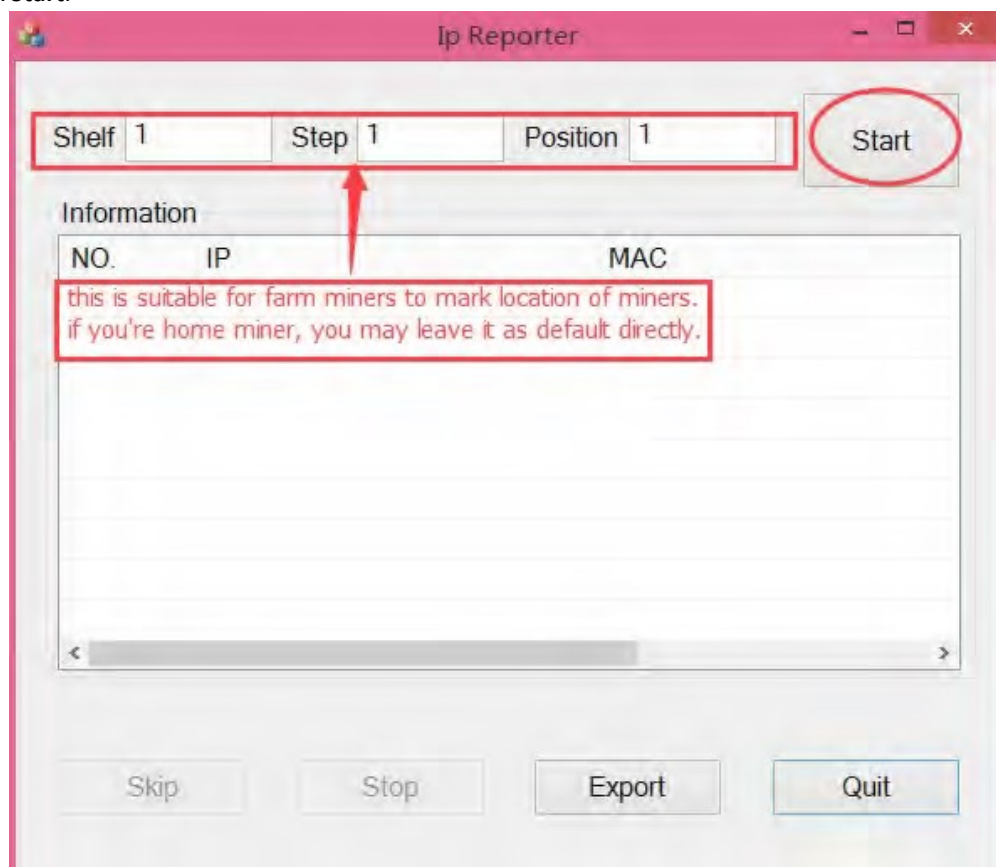 start.
Ip Reporter
Shelf 1 Step 1 Position 1 Start
Information
NO. IP MAC
this is suitable for farm miners to mark location of miners.
if you're home miner, you may leave it as default directly.
Skip Stop Export Quit